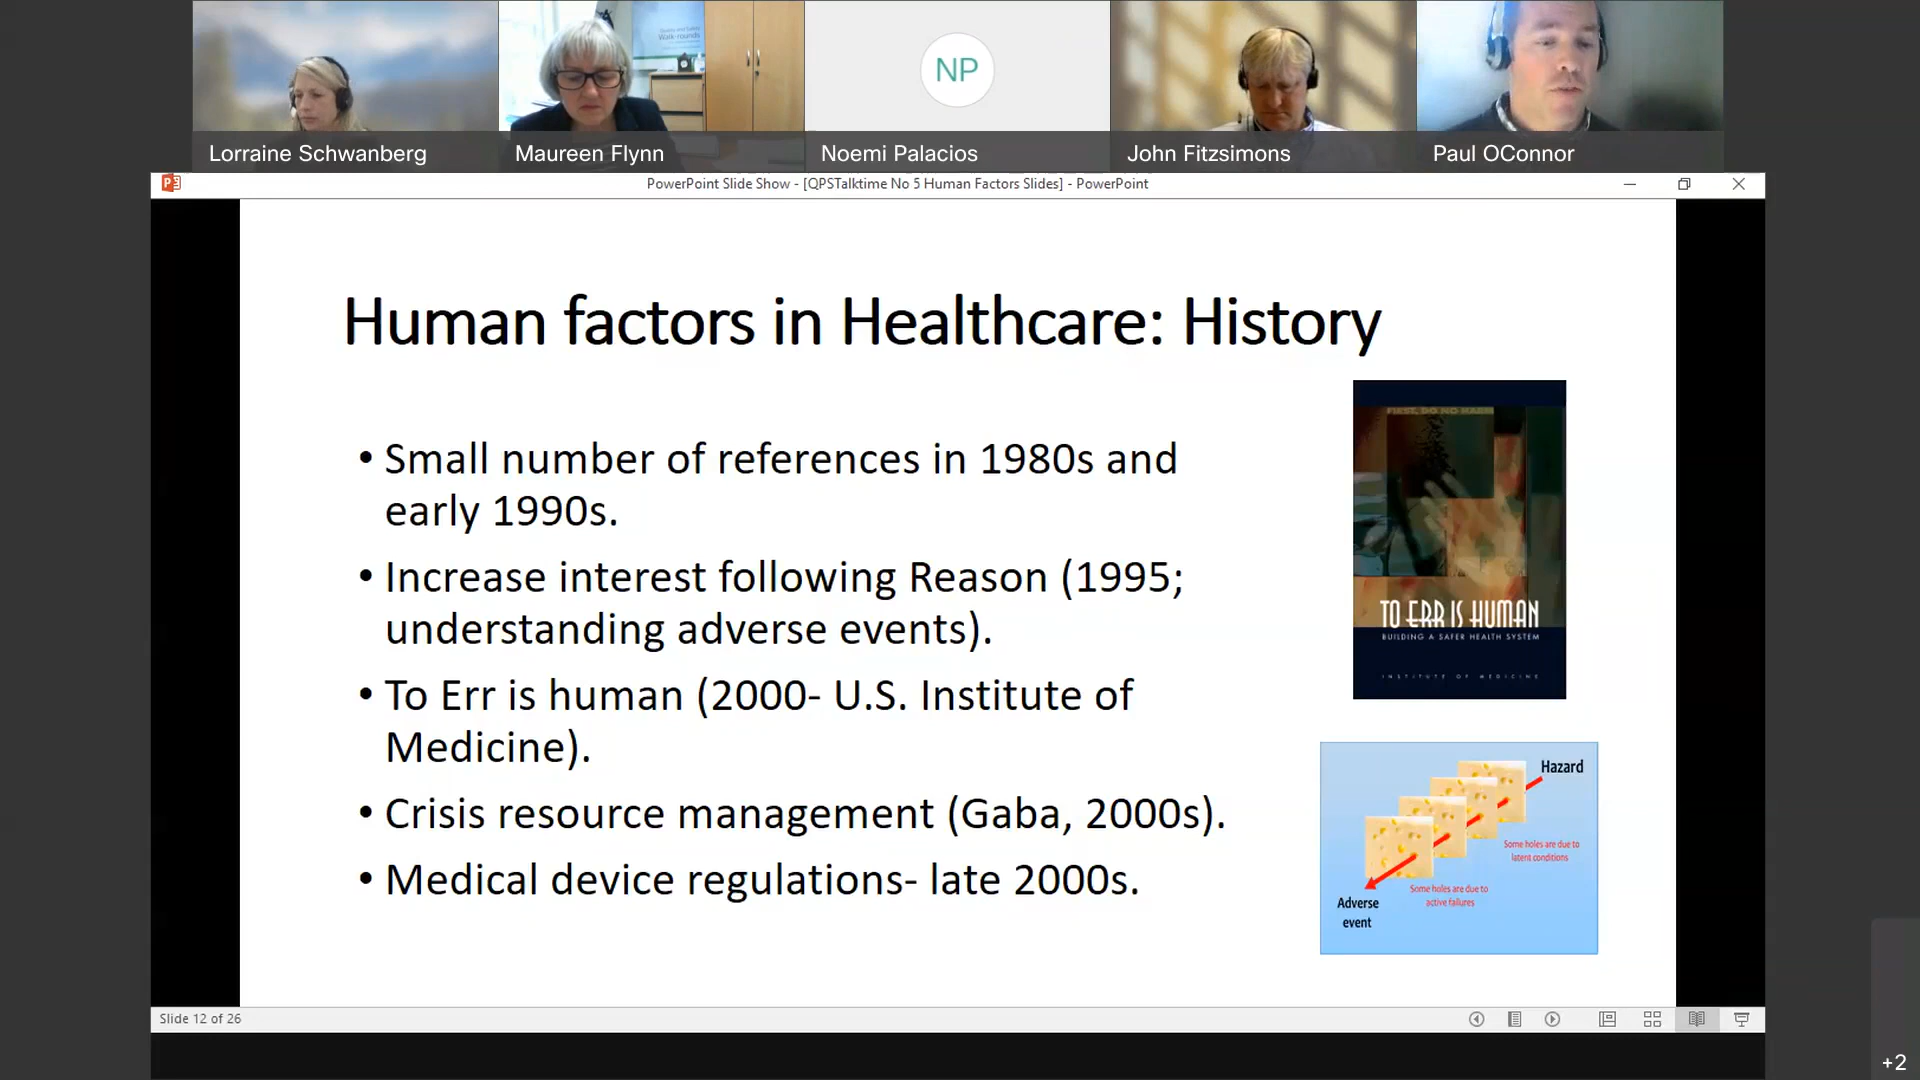 Quality and Safety
Walk-rounds
NP
Lorraine Schwanberg
Maureen Flynn
Noemi Palacios
John Fitzsimons
Paul OConnor
PowerPoint Slide Show - [QPSTalktime No 5 Human Factors Slides] - PowerPoint
Human factors in Healthcare: History
• Small number of references in 1980s and
early 1990s.
• Increase interest following Reason (1995;
understanding adverse events).
• To Err is human (2000- U.S. Institute of
Medicine).
• Crisis resource management (Gaba, 2000s).
• Medical device regulations- late 2000s.
FIRST, DO NO HARM
TO ERR IS HUMAN
BUILDING A SAFER HEALTH SYSTEM
INSTITUTE OF MEDICINE
Hazard
Some holes are due to
latent conditions
Some holes are due to
active failures
Adverse
event
Slide 12 of 26
+2